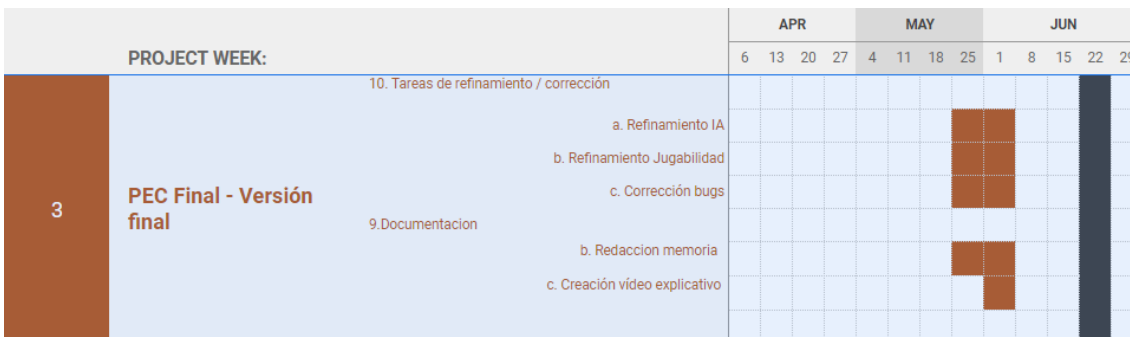 APR MAY JUN
PROJECT WEEK: 6 13 20 27 4 11 18 25 1 8 15 22 29
10. Tareas de refinamiento / corrección
a. Refinamiento IA
b. Refinamiento Jugabilidad
c. Corrección bugs
3
PEC Final - Versión
final
9.Documentacion
b. Redaccion memoria
c. Creación vídeo explicativo